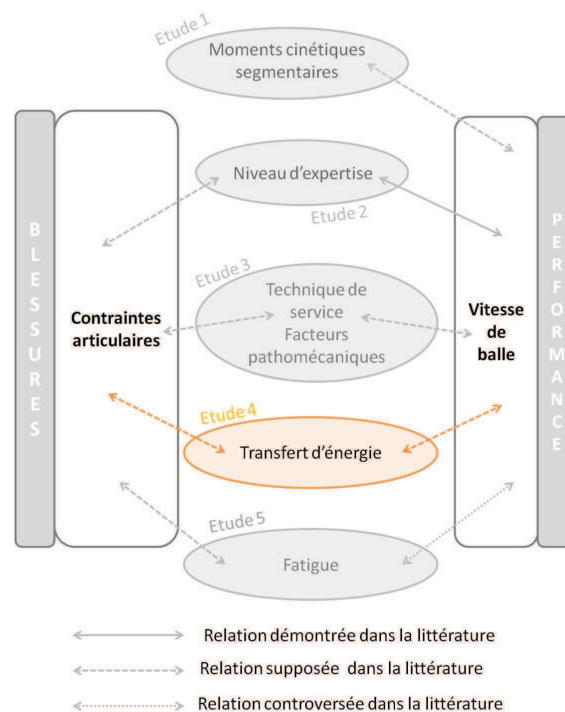 Etude 1
Moments cinétiques
segmentaires
Niveau d'expertise
Etude 2
Etude 3
Technique de
service
Facteurs
pathomécaniques
BLESSURES
Contraintes
articulaires
Vitesse
de
balle
PERFORMANCE
Etude 4
Transfert d'énergie
Etude 5
Fatigue
Relation démontrée dans la littérature
Relation supposée dans la littérature
Relation controversée dans la littérature